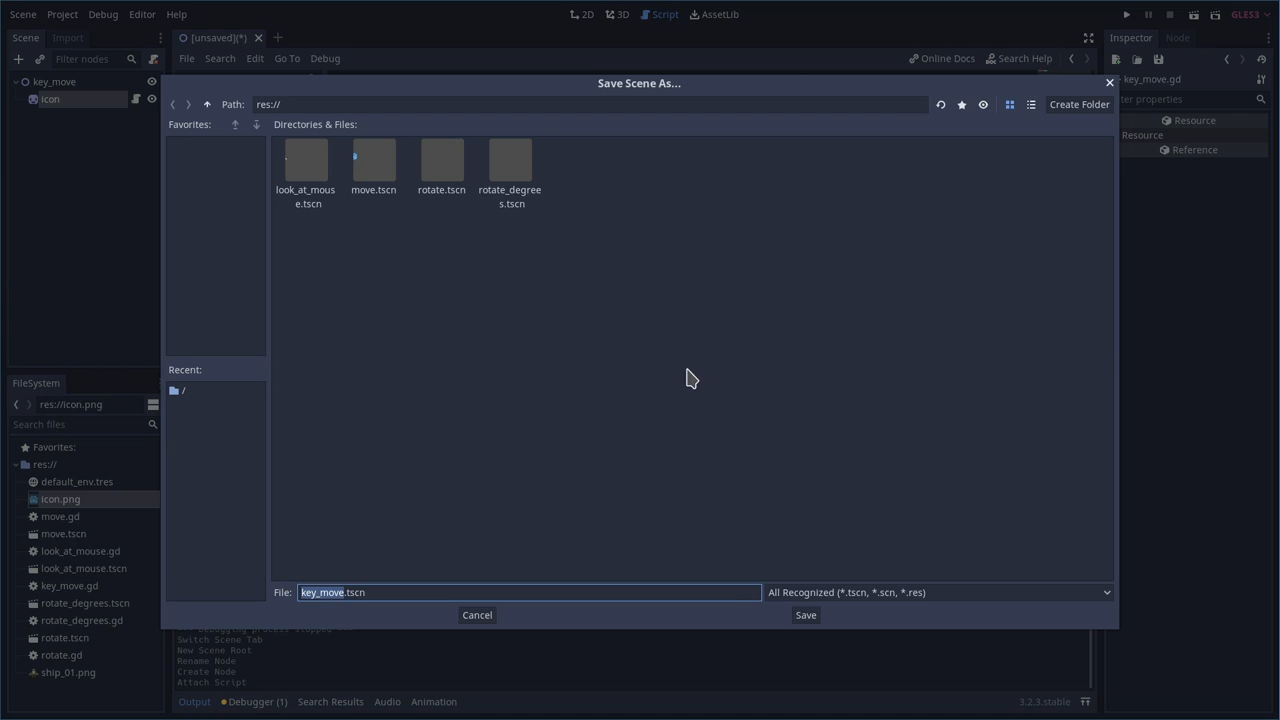 Scene Project Debug Editor Help
2D 3D Script AssetLib
GLES3
Scene Import
[unsaved](*)
Inspector Node
Filter nodes
File Search Edit Go To Debug
Online Docs Search Help
key_move
icon
Save Scene As...
key_move.gd
Path: res://
Create Folder
ter properties
Favorites:
Directories & Files:
Resource
Resource
Reference
look_at_mous
e.tscn
move.tscn
rotate.tscn
rotate_degree
s.tscn
Recent:
/
FileSystem
res://icon.png
Search files
Favorites:
res://
default_env.tres
icon.png
move.gd
move.tscn
look_at_mouse.gd
look_at_mouse.tscn
key_move.gd
rotate_degrees.tscn
rotate_degrees.gd
rotate.tscn
rotate.gd
ship_01.png
File: key_move.tscn
All Recognized (*.tscn, *.scn, *.res)
Cancel
Save
Switch Scene Tab
New Scene Root
Rename Node
Create Node
Attach Script
Output Debugger (1) Search Results Audio Animation
3.2.3.stable